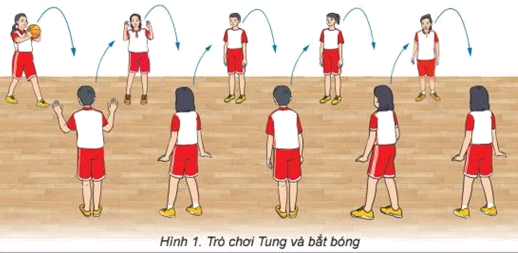 Hình 1. Trò chơi Tung và bắt bóng